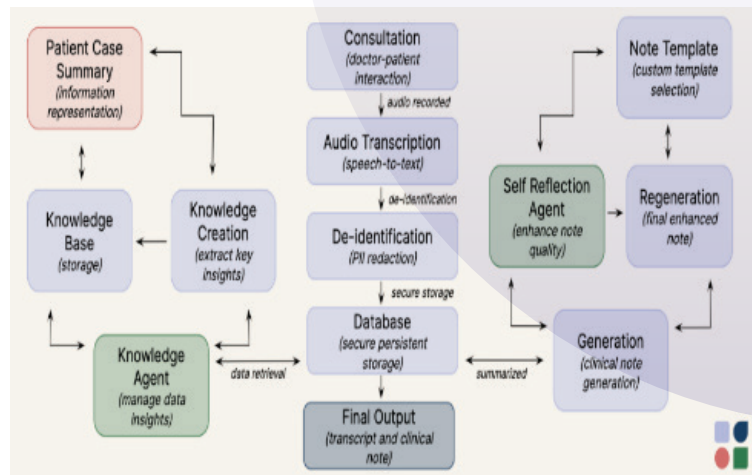 Patient Case
Summary
(information
representation)
Knowledge
Base
(storage)
Knowledge
Creation
(extract key
insights)
Knowledge
Agent
(manage data
insights)
data retrieval
Consultation
(doctor-patient
interaction)
audio recorded
Audio Transcription
(speech-to-text)
de-identification
De-identification
(PII redaction)
secure storage
Database
(secure persistent
storage)
Final Output
(transcript and clinical
note)
summarized
Note Template
(custom template
selection)
Self Reflection
Agent
(enhance note
quality)
Regeneration
(final enhanced
note)
Generation
(clinical note
generation)